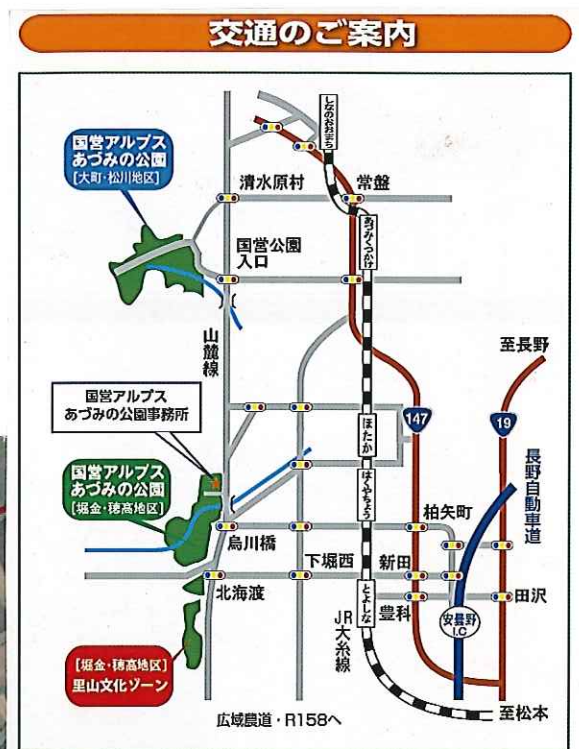 交通のご案内
しなのおおまち
国営アルプス
あづみの公園
[大町・松川地区]
清水原村
常盤
あづみくつかけ
国営公園
入口
山麓線
至長野
国営アルプス
あづみの公園事務所
147
19
ほたか
長野自動車道
国営アルプス
あづみの公園
[堀金・穂高地区]
はくやちょう
柏矢町
烏川橋
下堀西
新田
北海渡
とよしな
豊科
田沢
安曇野
I.C
JR大糸線
[堀金・穂高地区]
里山文化ゾーン
広域農道・R158へ
至松本